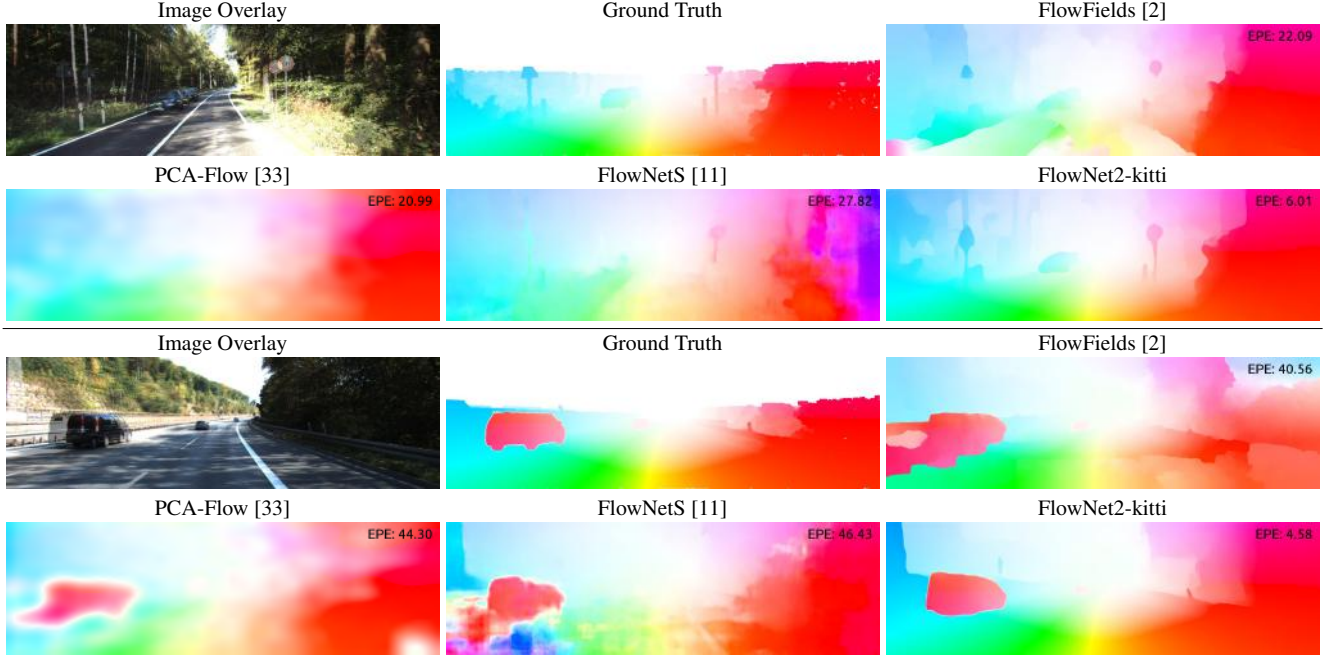 Image Overlay
Ground Truth
FlowFields [2]
EPE: 22.09
PCA-Flow [33]
FlowNetS [11]
FlowNet2-kitti
EPE: 20.99
EPE: 27.82
EPE: 6.01
Image Overlay
Ground Truth
FlowFields [2]
EPE: 40.56
PCA-Flow [33]
FlowNetS [11]
FlowNet2-kitti
EPE: 44.30
EPE: 46.43
EPE: 4.58